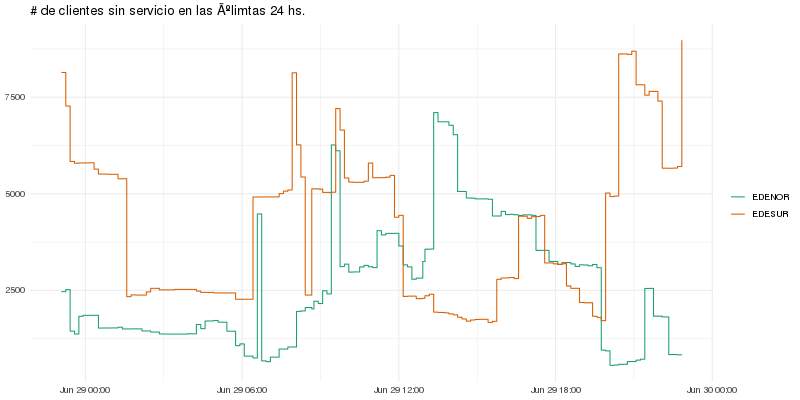 # de clientes sin servicio en las Ãºlimtas 24 hs.
7500
5000
2500
Jun 29 00:00
Jun 29 06:00
Jun 29 12:00
Jun 29 18:00
Jun 30 00:00
EDENOR
EDESUR